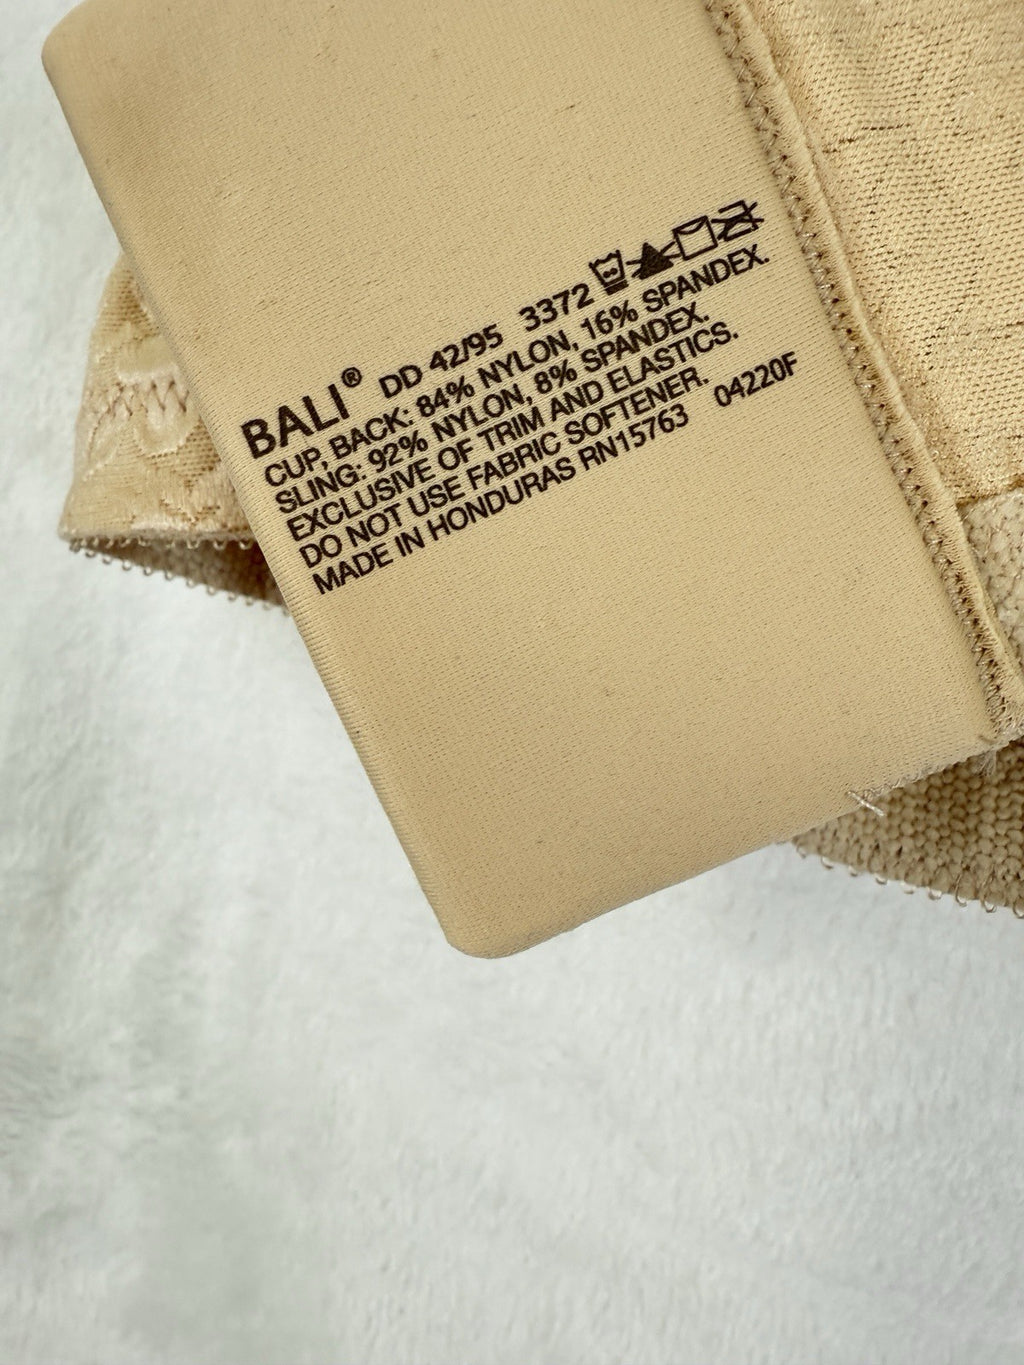 BALI® DD 42/95 3372
CUP, BACK: 84% NYLON, 16% SPANDEX.
SLING: 92% NYLON, 8% SPANDEX.
EXCLUSIVE OF TRIM AND ELASTICS.
DO NOT USE FABRIC SOFTENER.
MADE IN HONDURAS RN15763 04220F